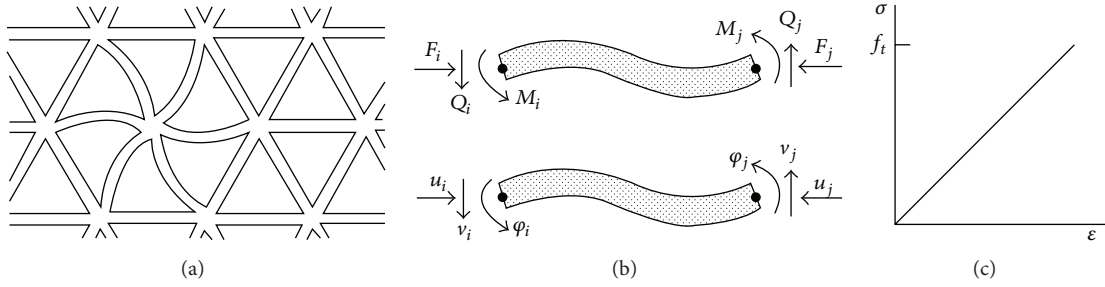 F_i
Q_i
M_i
M_j
Q_j
F_j
u_i
v_i
φ_i
φ_j
v_j
u_j
σ
f_t
ε
(a)
(b)
(c)